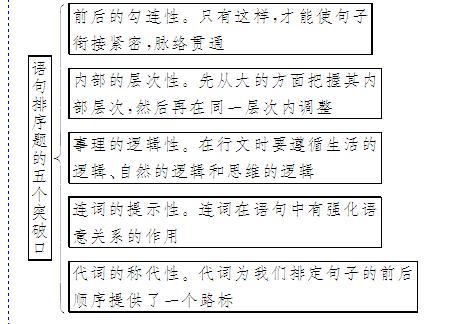 语句排序题的五个突破口
前后的勾连性。只有这样,才能使句子
衔接紧密,脉络贯通
内部的层次性。先从大的方面把握其内
部层次,然后再在同一层次内调整
事理的逻辑性。在行文时要遵循生活的
逻辑、自然的逻辑和思维的逻辑
连词的提示性。连词在语句中有强化语
意关系的作用
代词的称代性。代词为我们排定句子的前后
顺序提供了一个路标